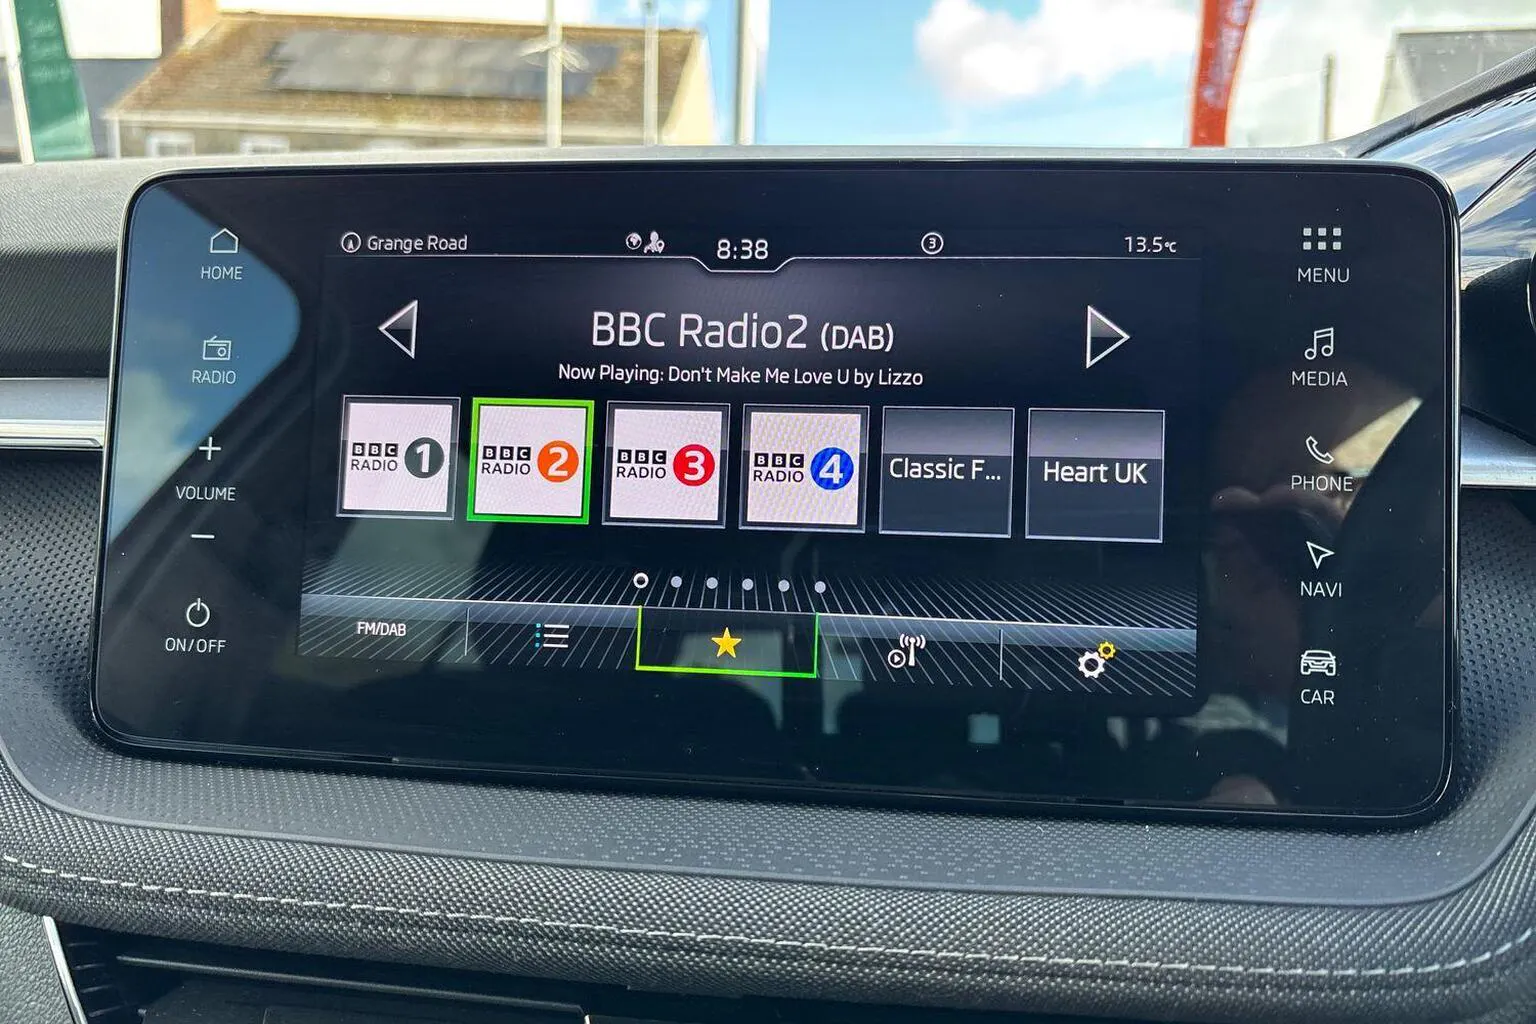 Grange Road
8:38
3
13.5°C
HOME
MENU
BBC Radio2 (DAB)
Now Playing: Don't Make Me Love U by Lizzo
RADIO
MEDIA
BBC RADIO 1
BBC RADIO 2
BBC RADIO 3
BBC RADIO 4
Classic F...
Heart UK
+
VOLUME
-
PHONE
NAVI
FM/DAB
ON/OFF
CAR